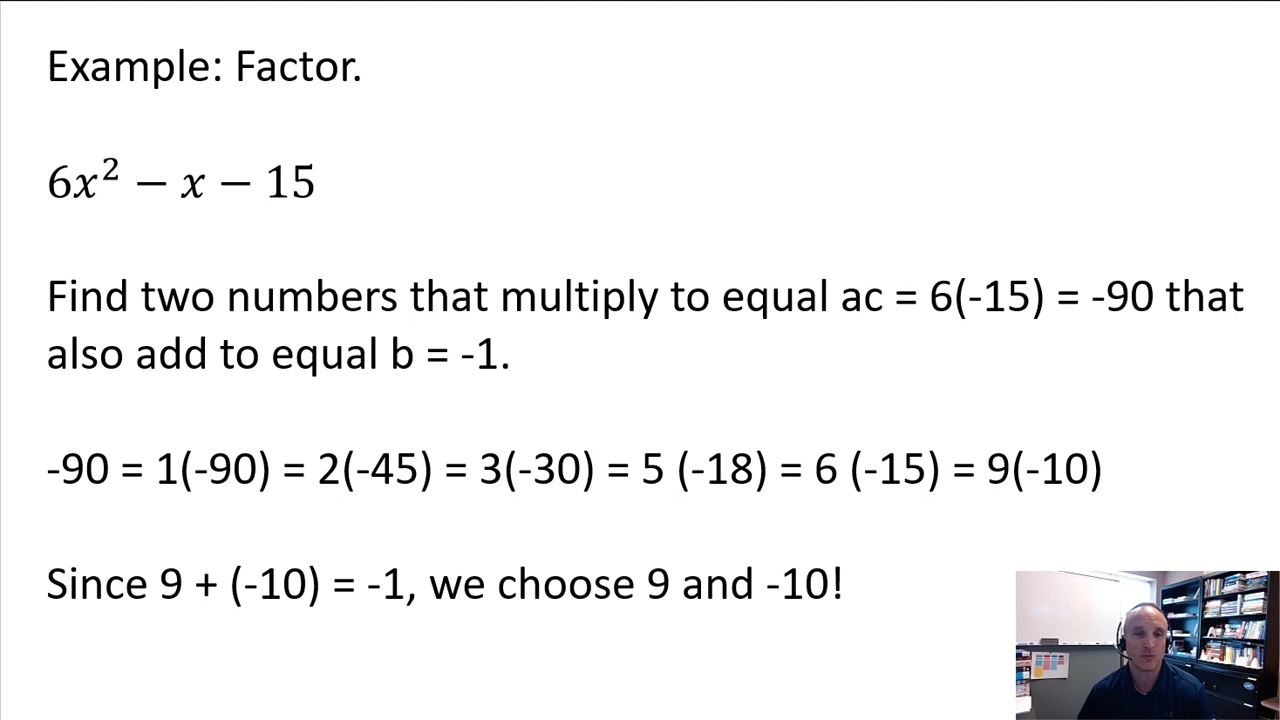 Example: Factor.
6x² − x − 15
Find two numbers that multiply to equal ac = 6(-15) = -90 that
also add to equal b = -1.
-90 = 1(-90) = 2(-45) = 3(-30) = 5 (-18) = 6 (-15) = 9(-10)
Since 9 + (-10) = -1, we choose 9 and -10!